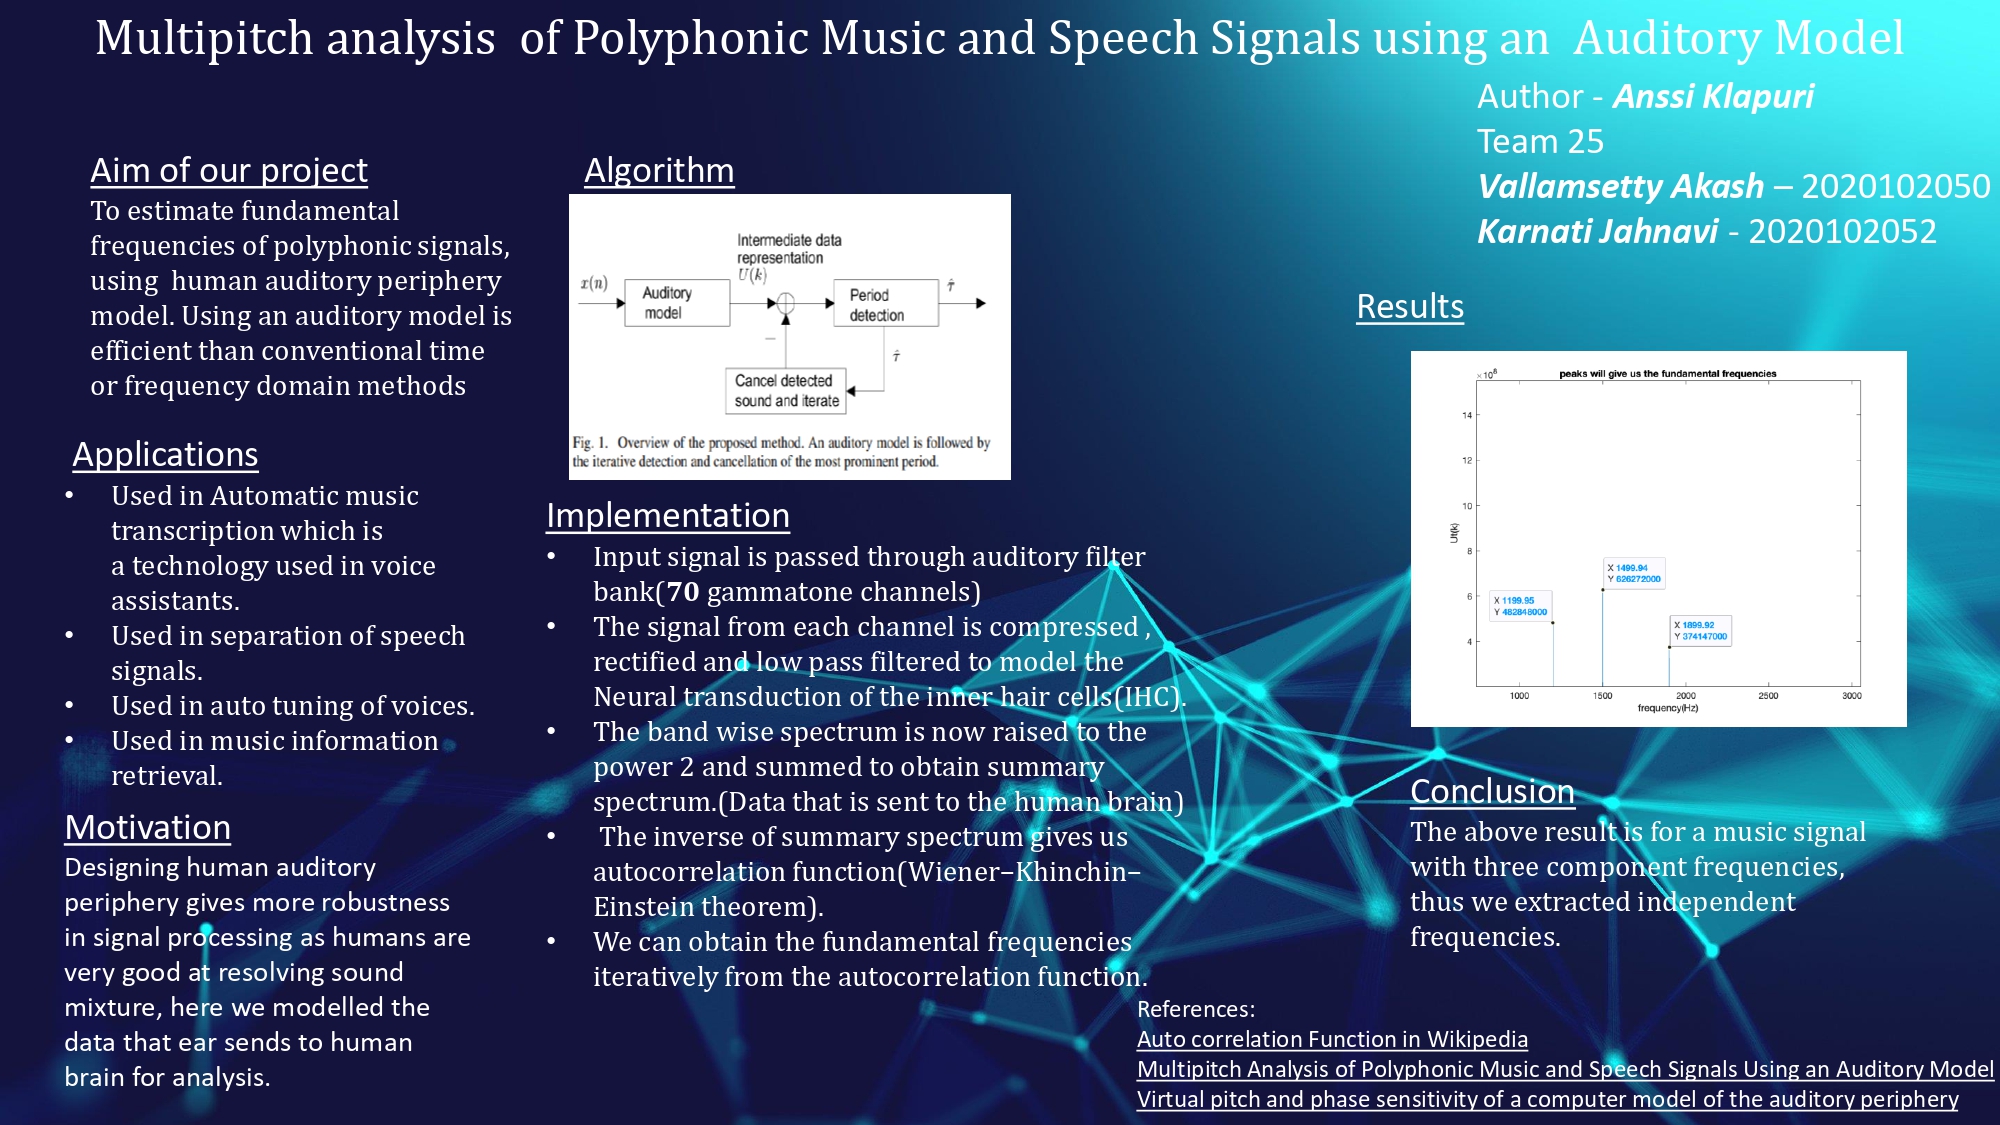 Multipitch analysis of Polyphonic Music and Speech Signals using an Auditory Model
Author - Anssi Klapuri
Team 25
Vallamsetty Akash – 2020102050
Karnati Jahnavi - 2020102052
Aim of our project
To estimate fundamental
frequencies of polyphonic signals,
using human auditory periphery
model. Using an auditory model is
efficient than conventional time
or frequency domain methods
Applications
• Used in Automatic music
transcription which is
a technology used in voice
assistants.
• Used in separation of speech
signals.
• Used in auto tuning of voices.
• Used in music information
retrieval.
Motivation
Designing human auditory
periphery gives more robustness
in signal processing as humans are
very good at resolving sound
mixture, here we modelled the
data that ear sends to human
brain for analysis.
Algorithm
Intermediate data
representation
x(n)
U(k)
Auditory
model
Period
detection
τ̂
−
τ̂
Cancel detected
sound and iterate
Fig. 1. Overview of the proposed method. An auditory model is followed by
the iterative detection and cancellation of the most prominent period.
Implementation
• Input signal is passed through auditory filter
bank(70 gammatone channels)
• The signal from each channel is compressed ,
rectified and low pass filtered to model the
Neural transduction of the inner hair cells(IHC).
• The band wise spectrum is now raised to the
power 2 and summed to obtain summary
spectrum.(Data that is sent to the human brain)
• The inverse of summary spectrum gives us
autocorrelation function(Wiener–Khinchin–
Einstein theorem).
• We can obtain the fundamental frequencies
iteratively from the autocorrelation function.
Results
×10⁸
peaks will give us the fundamental frequencies
14
12
10
8
6
4
Ut(k)
X 1199.95
Y 482848000
X 1499.94
Y 626272000
X 1899.92
Y 374147000
1000 1500 2000 2500 3000
frequency(Hz)
Conclusion
The above result is for a music signal
with three component frequencies,
thus we extracted independent
frequencies.
References:
Auto correlation Function in Wikipedia
Multipitch Analysis of Polyphonic Music and Speech Signals Using an Auditory Model
Virtual pitch and phase sensitivity of a computer model of the auditory periphery